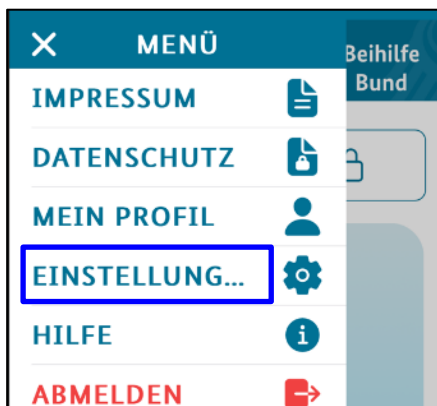 MENÜ
Beihilfe
Bund
IMPRESSUM
DATENSCHUTZ
MEIN PROFIL
EINSTELLUNG...
HILFE
ABMELDEN